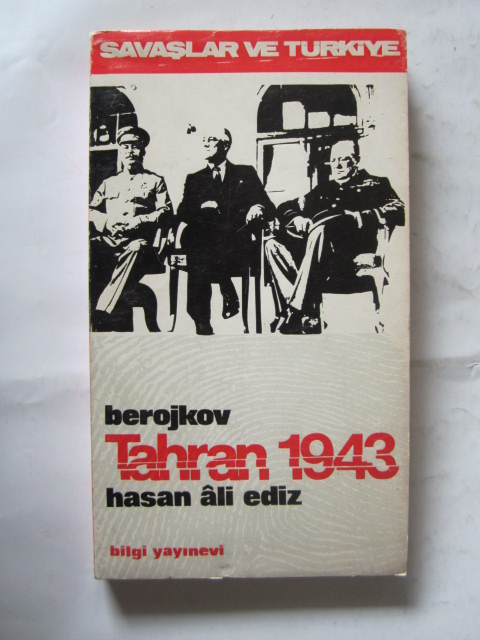 SAVAŞLAR VE TÜRKİYE
berojkov
Tahran 1943
hasan âli ediz
bilgi yayınevi